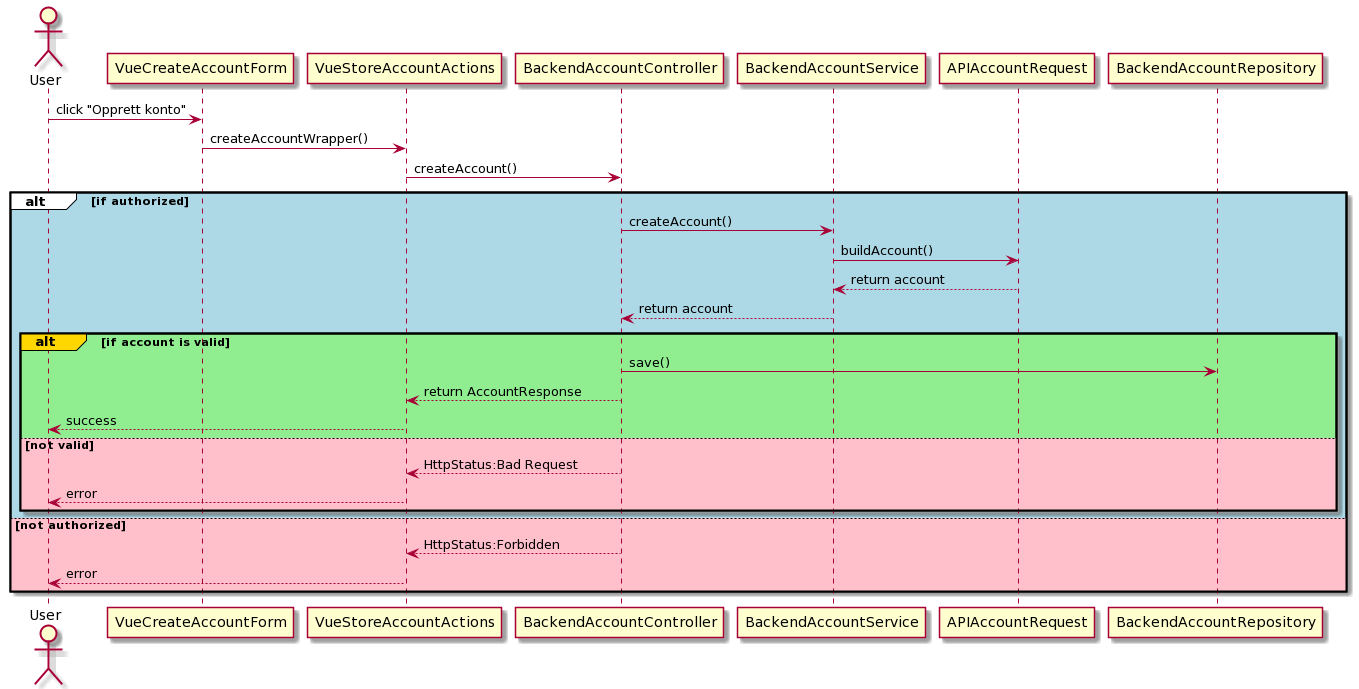 User
VueCreateAccountForm
VueStoreAccountActions
BackendAccountController
BackendAccountService
APIAccountRequest
BackendAccountRepository
click "Opprett konto"
createAccountWrapper()
createAccount()
alt [if authorized]
createAccount()
buildAccount()
return account
return account
alt [if account is valid]
save()
return AccountResponse
success
[not valid]
HttpStatus:Bad Request
error
[not authorized]
HttpStatus:Forbidden
error
User
VueCreateAccountForm
VueStoreAccountActions
BackendAccountController
BackendAccountService
APIAccountRequest
BackendAccountRepository